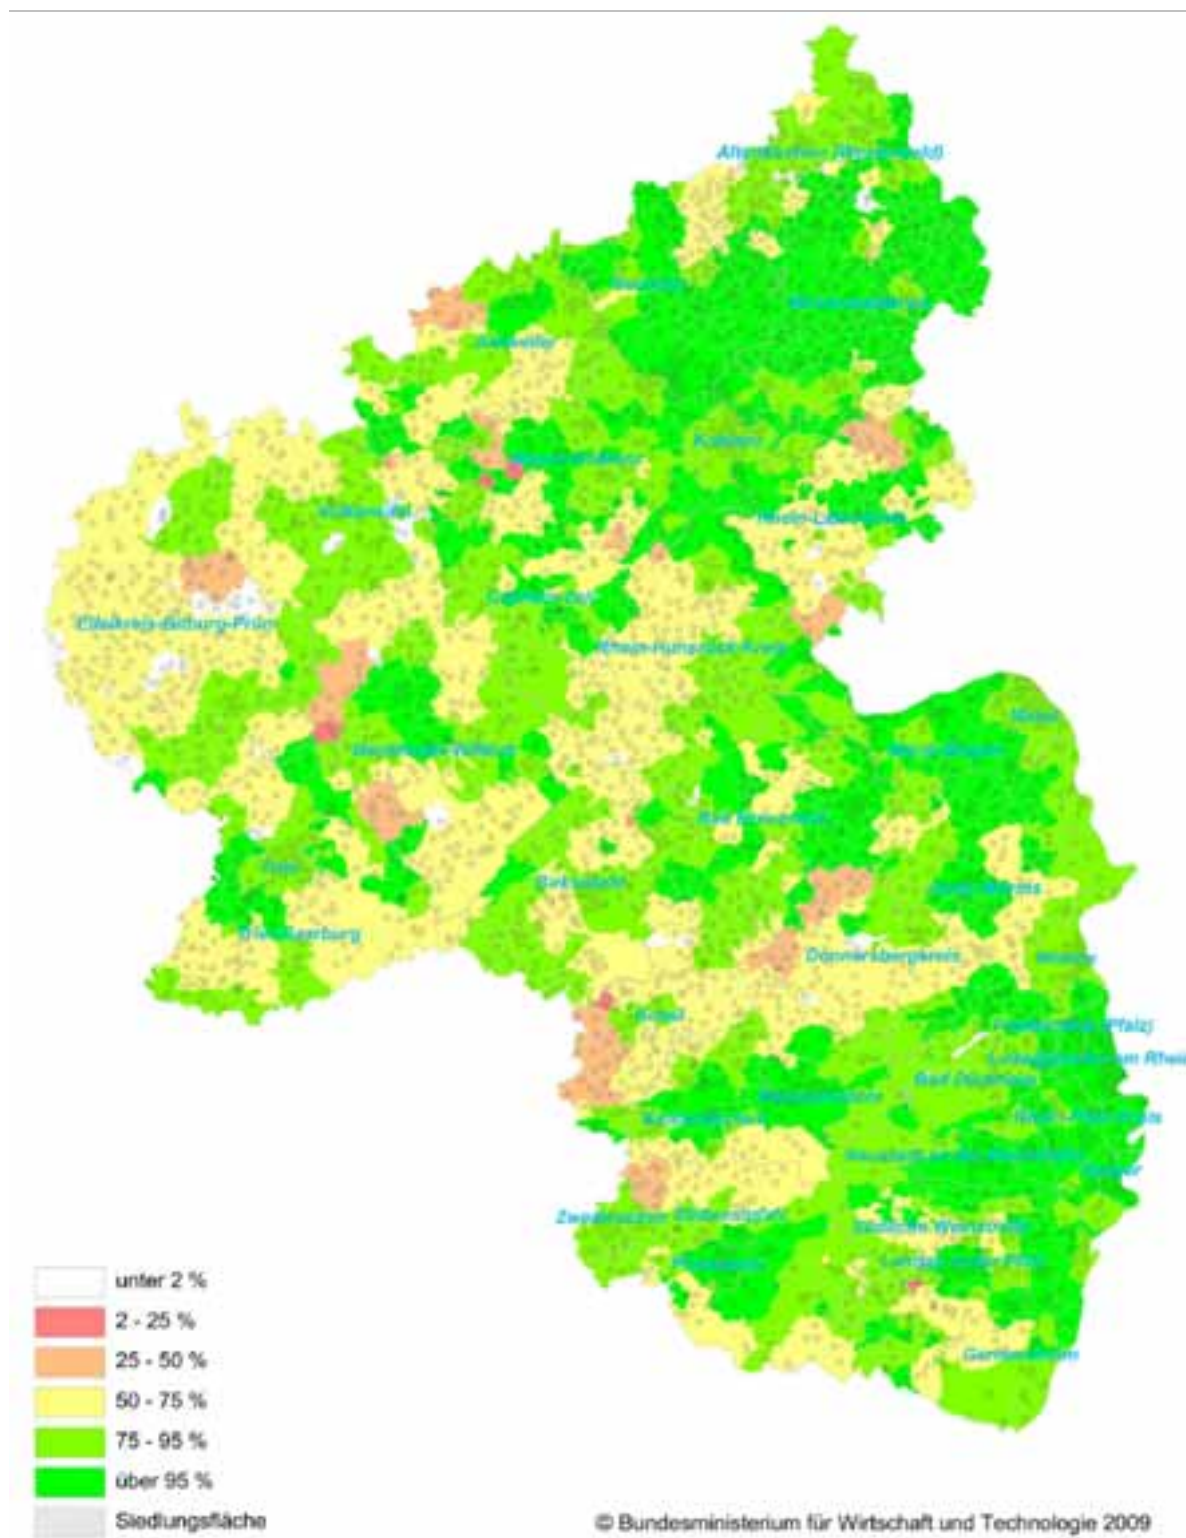 Altenkirchen (Westerwald)
Neuwied
Westerwaldkreis
Ahrweiler
Koblenz
Mayen-Koblenz
Vulkaneifel
Rhein-Lahn-Kreis
Cochem-Zell
Eifelkreis-Bitburg-Prüm
Rhein-Hunsrück-Kreis
Mainz
Mainz-Bingen
Bernkastel-Wittlich
Bad Kreuznach
Trier
Birkenfeld
Alzey-Worms
Trier-Saarburg
Donnersbergkreis
Worms
Kusel
Frankenthal (Pfalz)
Ludwigshafen am Rhein
Bad Dürkheim
Kaiserslautern
Rhein-Pfalz-Kreis
Kaiserslautern
Neustadt an der Weinstraße
Speyer
Zweibrücken
Südwestpfalz
Südliche Weinstraße
Pirmasens
Landau in der Pfalz
Germersheim
unter 2 %
2 - 25 %
25 - 50 %
50 - 75 %
75 - 95 %
über 95 %
Siedlungsfläche
© Bundesministerium für Wirtschaft und Technologie 2009